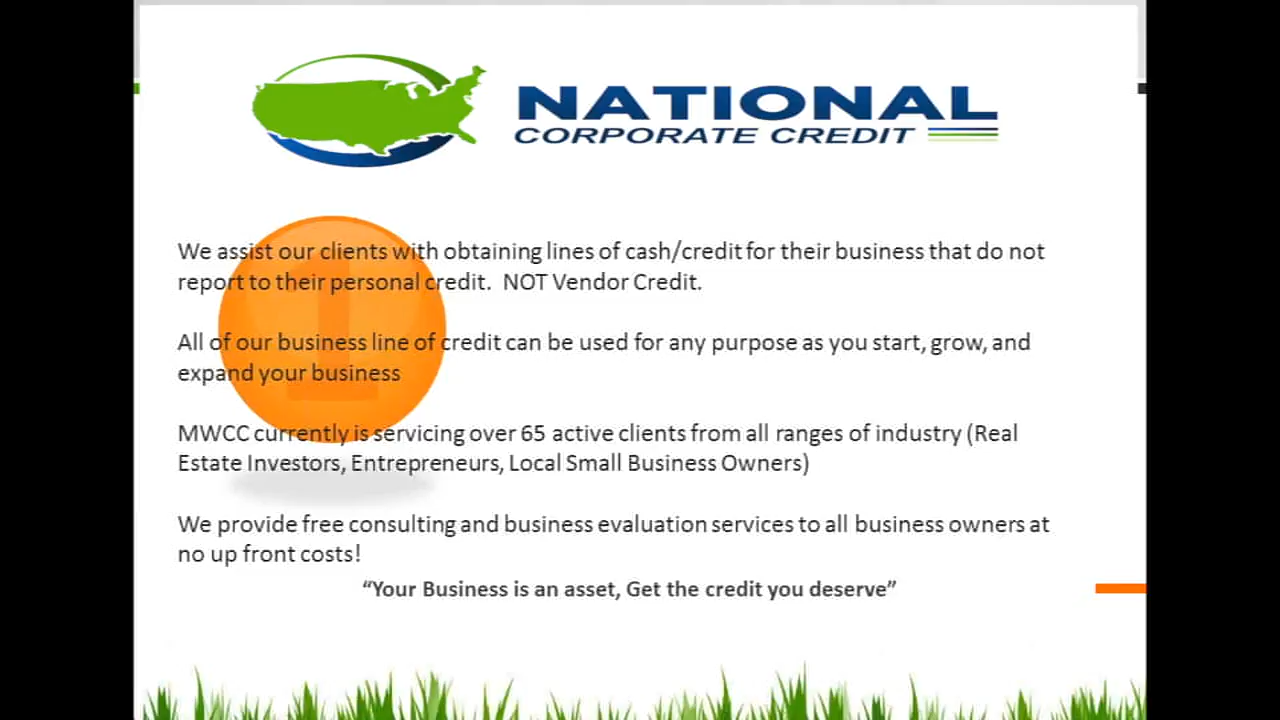 NATIONAL
CORPORATE CREDIT
We assist our clients with obtaining lines of cash/credit for their business that do not
report to their personal credit. NOT Vendor Credit.
All of our business line of credit can be used for any purpose as you start, grow, and
expand your business
MWCC currently is servicing over 65 active clients from all ranges of industry (Real
Estate Investors, Entrepreneurs, Local Small Business Owners)
We provide free consulting and business evaluation services to all business owners at
no up front costs!
“Your Business is an asset, Get the credit you deserve”